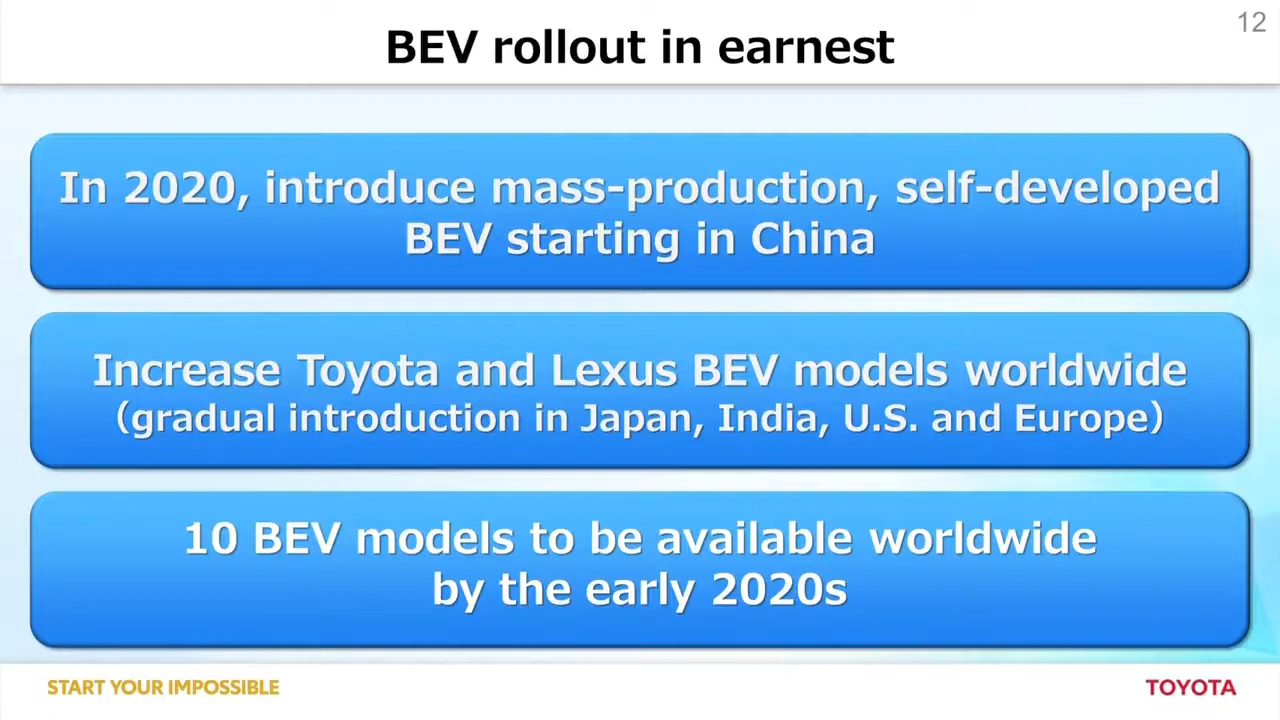 12
BEV rollout in earnest
In 2020, introduce mass-production, self-developed
BEV starting in China
Increase Toyota and Lexus BEV models worldwide
（gradual introduction in Japan, India, U.S. and Europe）
10 BEV models to be available worldwide
by the early 2020s
START YOUR IMPOSSIBLE
TOYOTA